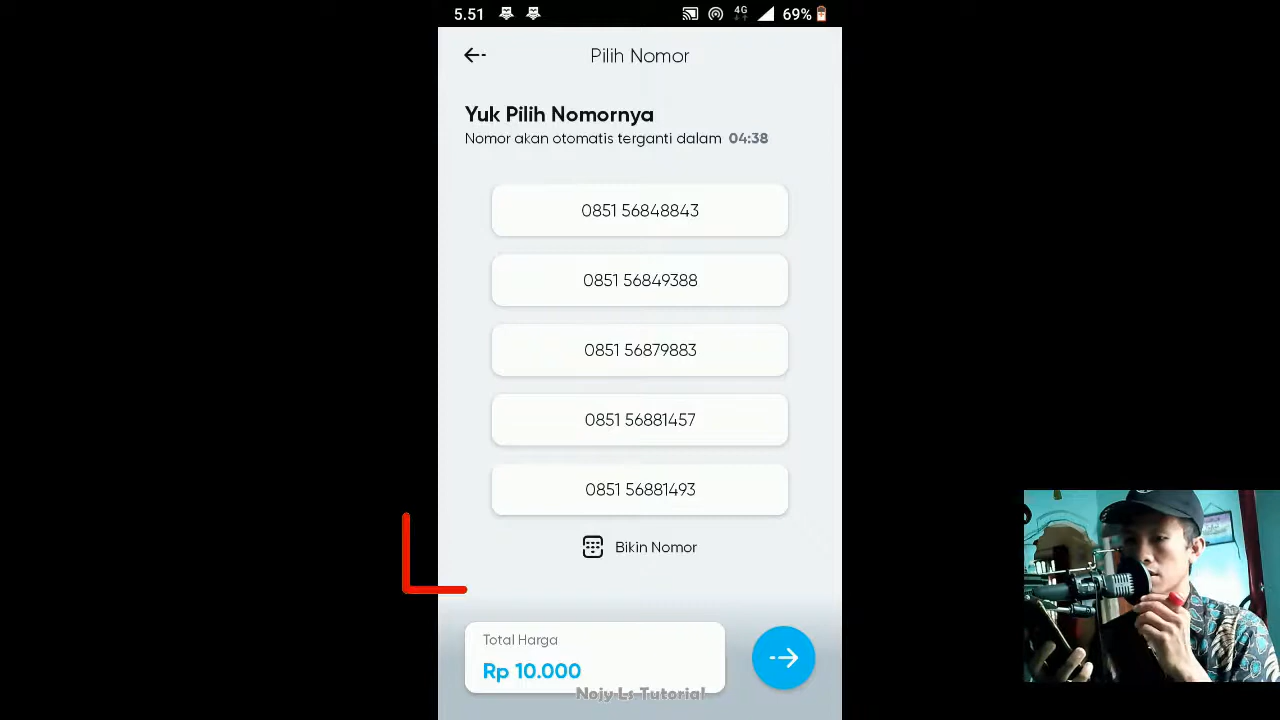 5.51
4G
69%
Pilih Nomor
Yuk Pilih Nomornya
Nomor akan otomatis terganti dalam 04:38
0851 56848843
0851 56849388
0851 56879883
0851 56881457
0851 56881493
Bikin Nomor
Total Harga
Rp 10.000
Nojy Ls Tutorial